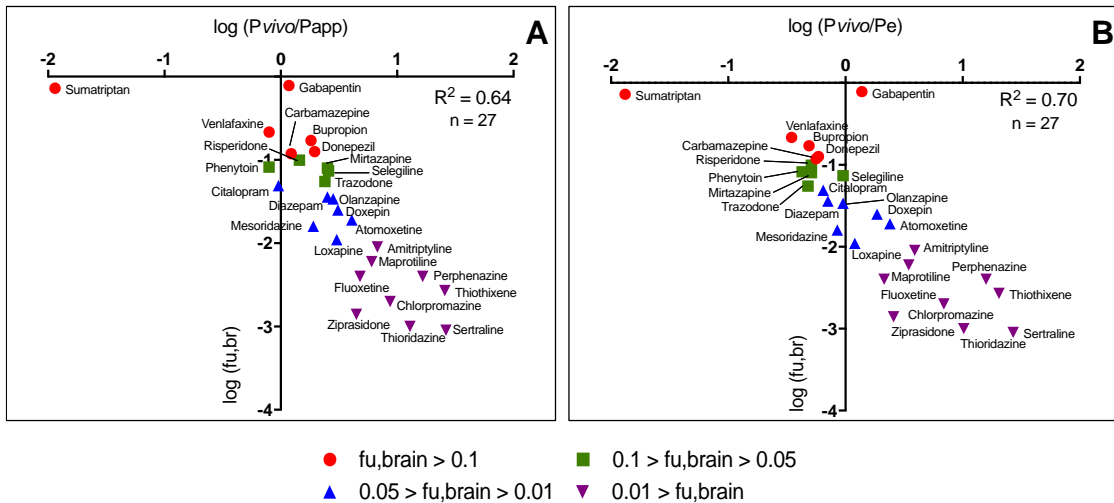 log (Pvivo/Papp)
A
-2 -1 0 1 2
Sumatriptan
Gabapentin
R² = 0.64
n = 27
Carbamazepine
Venlafaxine
Bupropion
Risperidone
Donepezil
Mirtazapine
-1
Phenytoin
Selegiline
Trazodone
Citalopram
Olanzapine
Diazepam
Doxepin
Mesoridazine
Atomoxetine
-2
Loxapine
Amitriptyline
Maprotiline
Perphenazine
Fluoxetine
Thiothixene
Chlorpromazine
Ziprasidone
-3
Sertraline
Thioridazine
log (fu,br)
-4
log (Pvivo/Pe)
B
-2 -1 0 1 2
Sumatriptan
Gabapentin
R² = 0.70
n = 27
Venlafaxine
Bupropion
Carbamazepine
Donepezil
Risperidone
-1
Phenytoin
Selegiline
Mirtazapine
Citalopram
Trazodone
Olanzapine
Diazepam
Doxepin
Atomoxetine
Mesoridazine
-2
Loxapine
Amitriptyline
Perphenazine
Maprotiline
Fluoxetine
Thiothixene
Chlorpromazine
-3
Ziprasidone
Sertraline
Thioridazine
log (fu,br)
-4
fu,brain > 0.1
0.1 > fu,brain > 0.05
0.05 > fu,brain > 0.01
0.01 > fu,brain